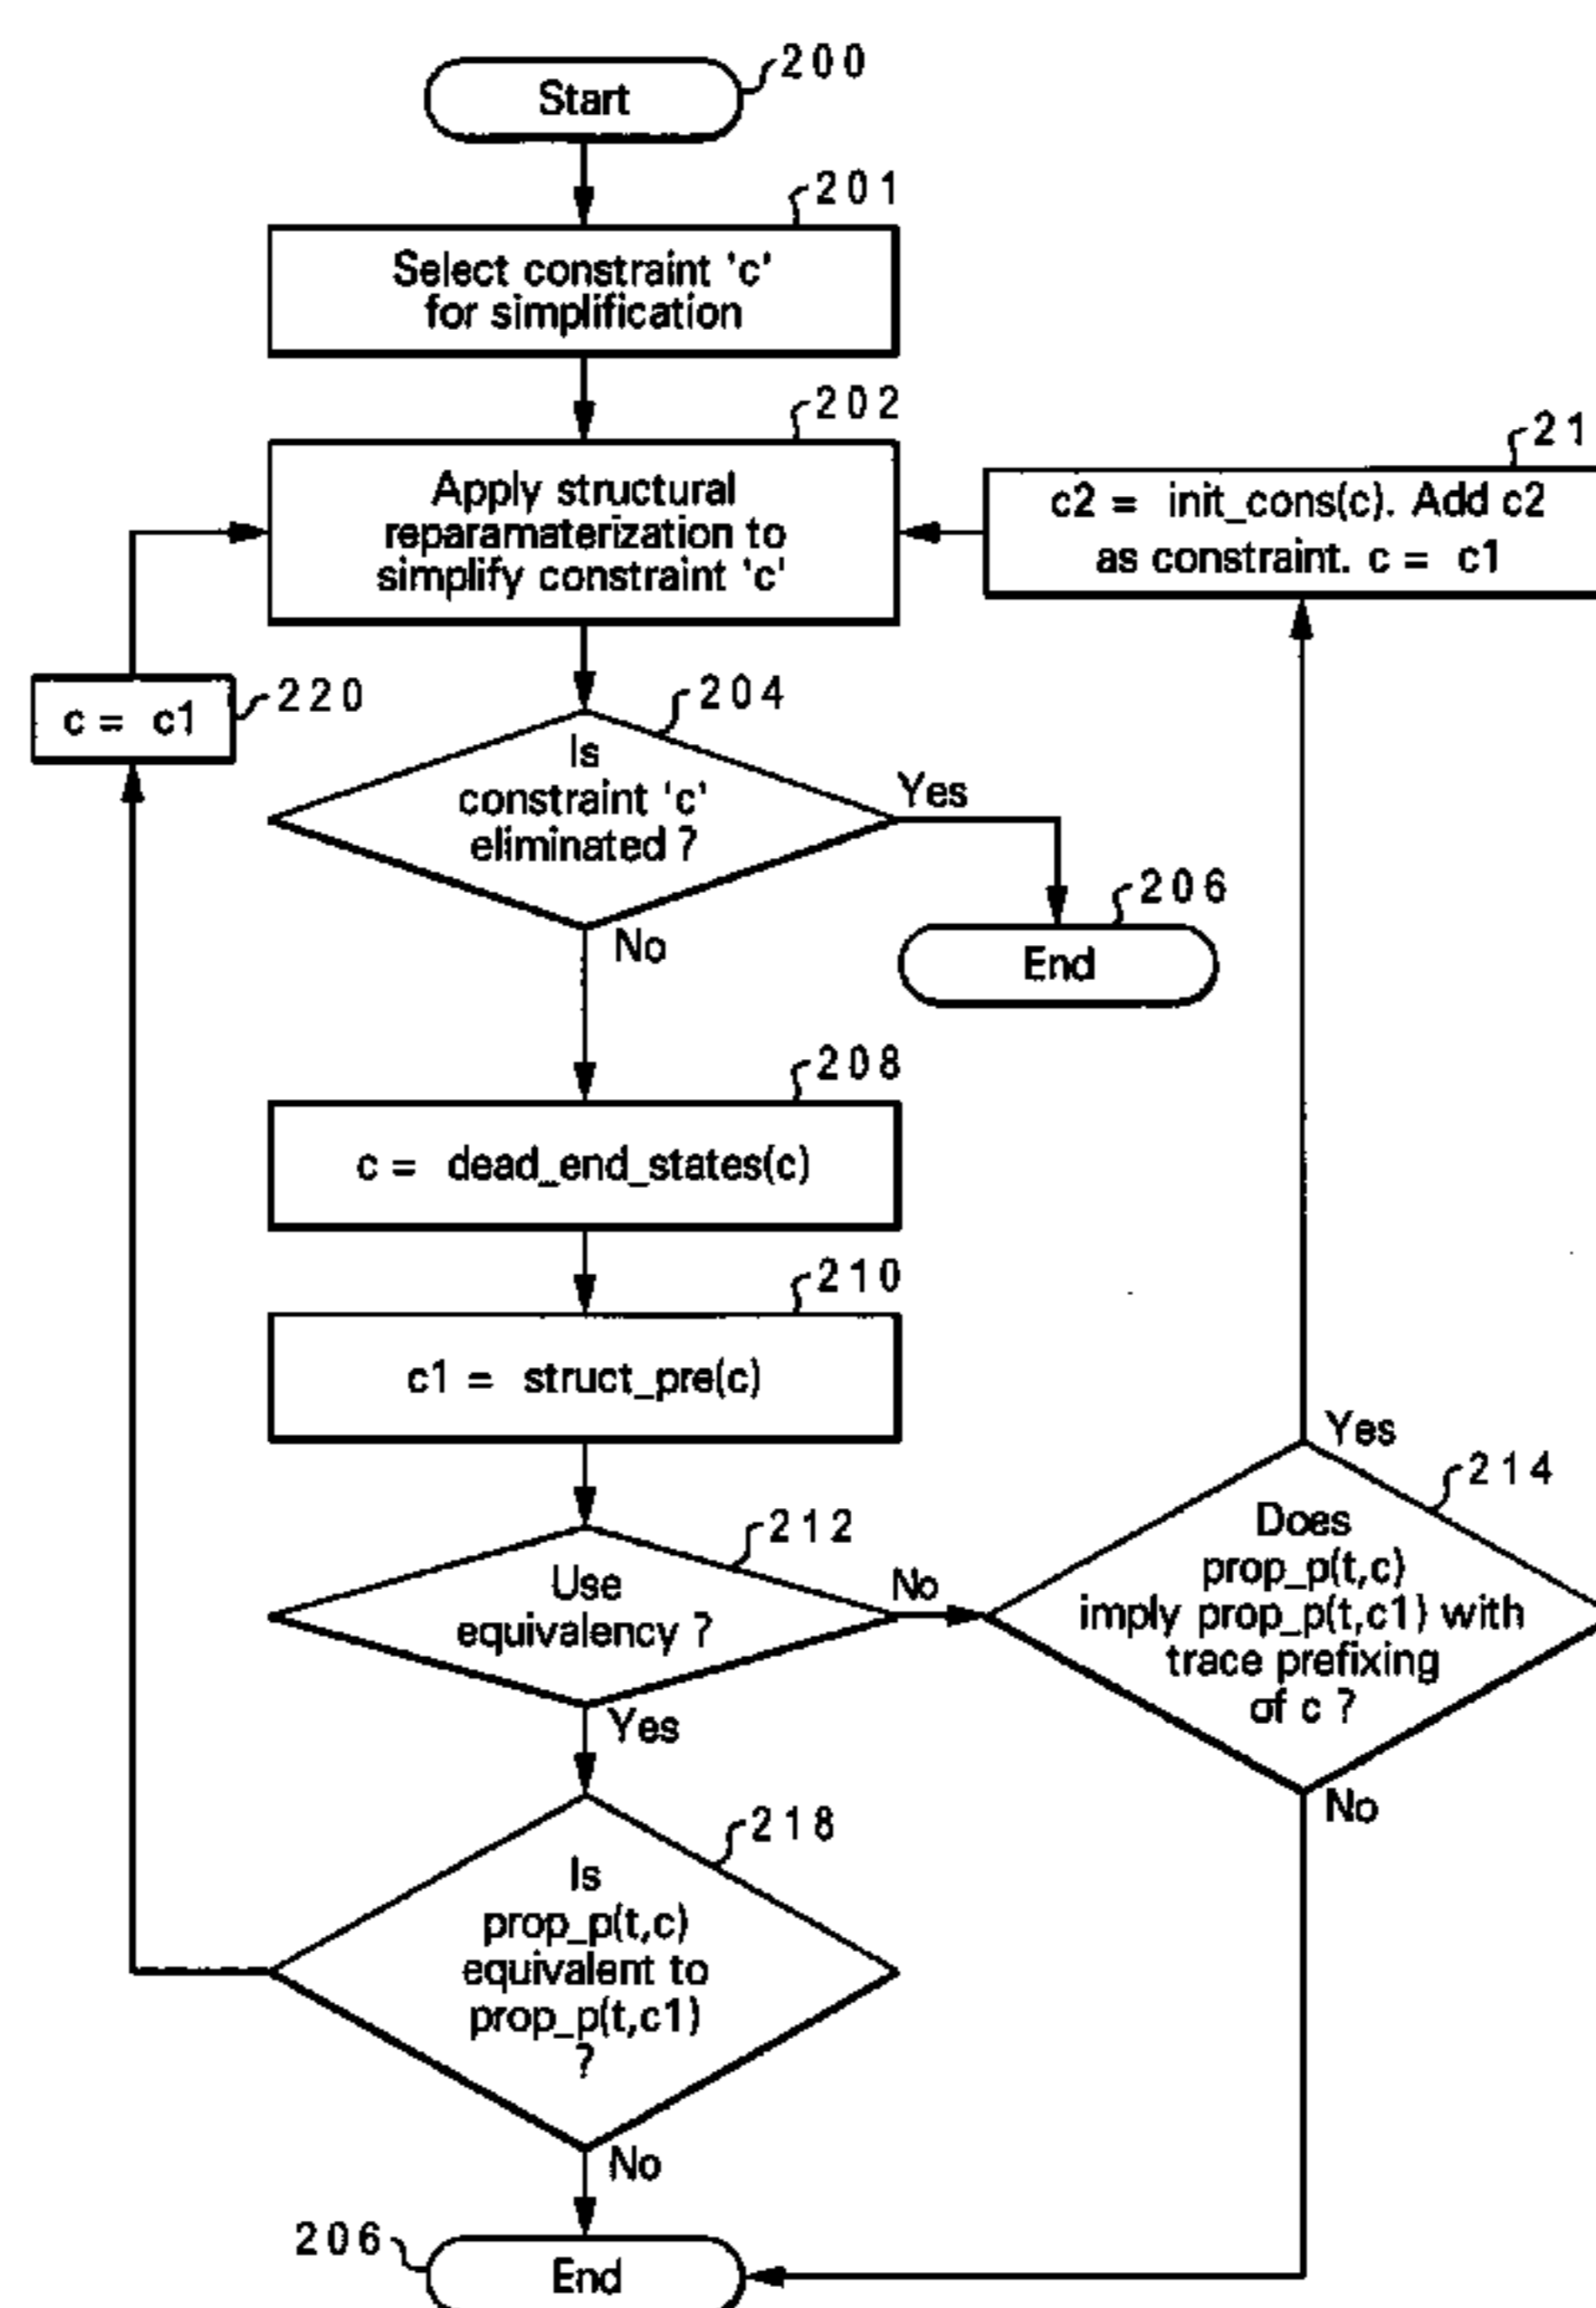 200
Start
201
Select constraint 'c'
for simplification
202
Apply structural
reparamaterization to
simplify constraint 'c'
21
c2 = init_cons(c). Add c2
as constraint. c = c1
220
c = c1
204
Is
constraint 'c'
eliminated ?
Yes
No
206
End
208
c = dead_end_states(c)
210
c1 = struct_pre(c)
212
Use
equivalency ?
No
Yes
214
Does
prop_p(t,c)
imply prop_p(t,c1) with
trace prefixing
of c ?
Yes
No
218
Is
prop_p(t,c)
equivalent to
prop_p(t,c1)
?
No
206
End